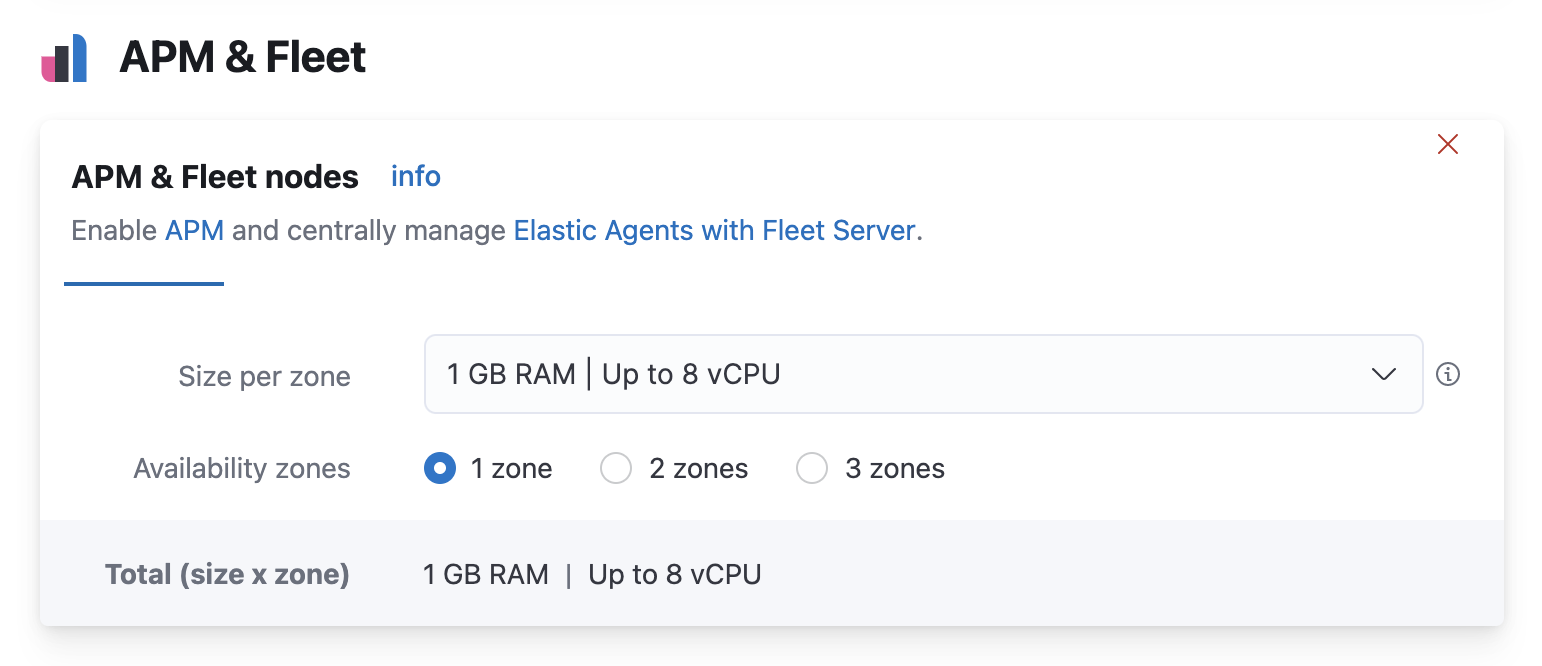 APM & Fleet
APM & Fleet nodes info
Enable APM and centrally manage Elastic Agents with Fleet Server.
Size per zone 1 GB RAM | Up to 8 vCPU
Availability zones 1 zone 2 zones 3 zones
Total (size x zone) 1 GB RAM | Up to 8 vCPU